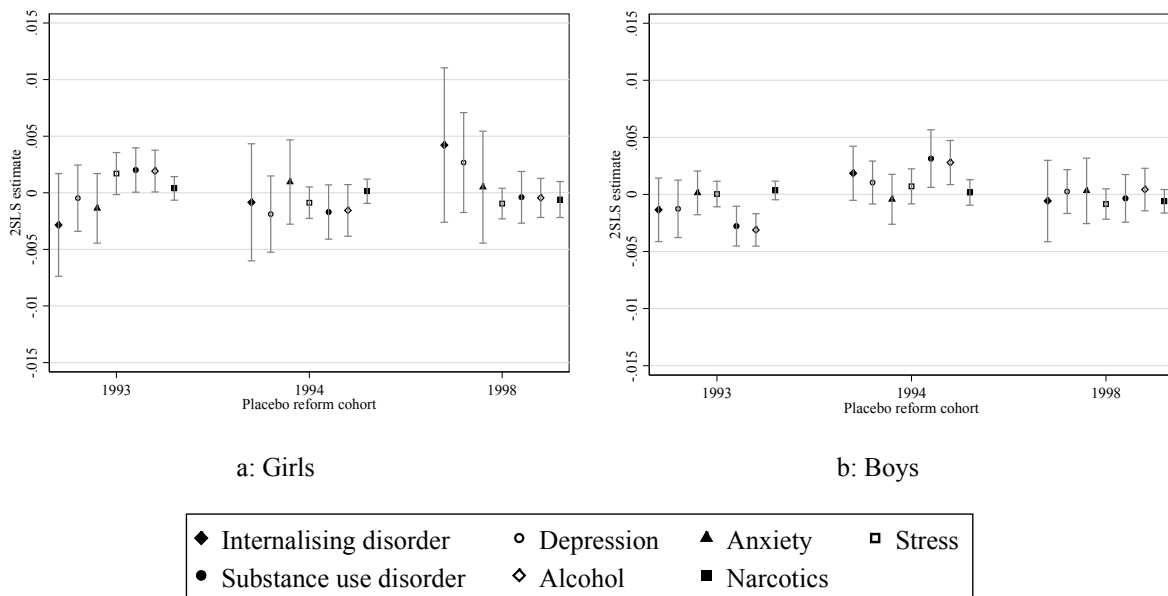 .015
.01
.005
0
-.005
-.01
-.015
2SLS estimate
1993
1994
1998
Placebo reform cohort
a: Girls
.015
.01
.005
0
-.005
-.01
-.015
2SLS estimate
1993
1994
1998
Placebo reform cohort
b: Boys
Internalising disorder
Depression
Anxiety
Stress
Substance use disorder
Alcohol
Narcotics